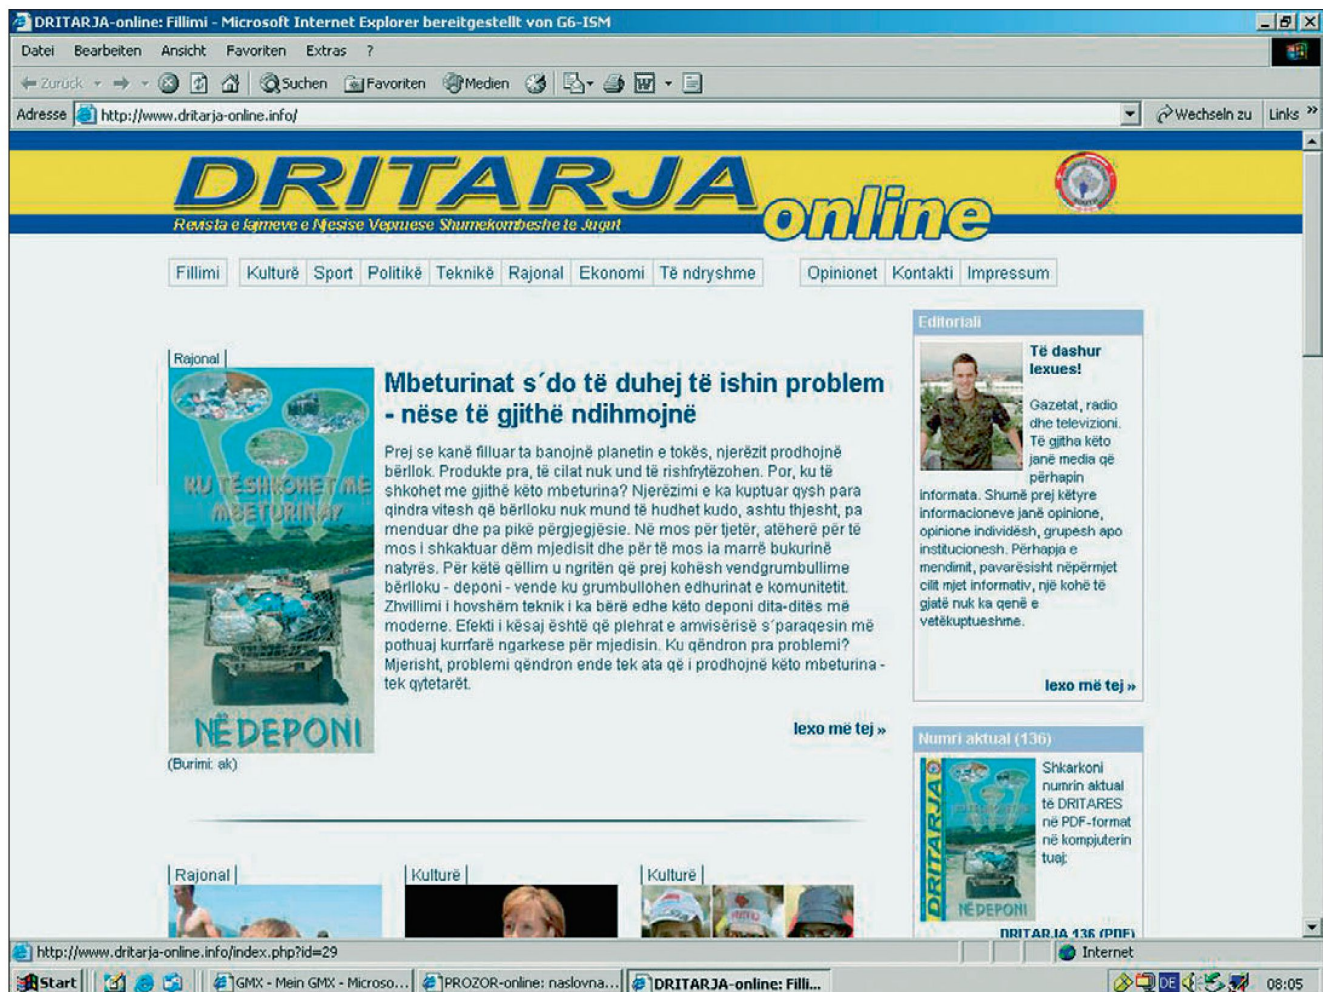 DRITARJA-online: Fillimi - Microsoft Internet Explorer bereitgestellt von G6-ISM
Datei Bearbeiten Ansicht Favoriten Extras ?
Zurück Suchen Favoriten Medien
Adresse http://www.dritarja-online.info/ Wechseln zu Links »
DRITARJA
online
Revista e lajmeve e Njesise Vepruese Shumekombeshe te Jugut
Fillimi Kulturë Sport Politikë Teknikë Rajonal Ekonomi Të ndryshme Opinionet Kontakti Impressum
Rajonal
KU TË SHKOHET ME
MBETURINAT
NË DEPONI
(Burimi: ak)
Mbeturinat s´do të duhej të ishin problem
- nëse të gjithë ndihmojnë
Prej se kanë filluar ta banojnë planetin e tokës, njerëzit prodhojnë
bërllok. Produkte pra, të cilat nuk und të rishfrytëzohen. Por, ku të
shkohet me gjithë këto mbeturina? Njerëzimi e ka kuptuar qysh para
qindra vitesh që bërlloku nuk mund të hudhet kudo, ashtu thjesht, pa
menduar dhe pa pikë përgjegjësie. Në mos për tjetër, atëherë për të
mos i shkaktuar dëm mjedisit dhe për të mos ia marrë bukurinë
natyrës. Për këtë qëllim u ngritën që prej kohësh vendgrumbullime
bërlloku - deponi - vende ku grumbullohen edhurinat e komunitetit.
Zhvillimi i hovshëm teknik i ka bërë edhe këto deponi dita-ditës më
moderne. Efekti i kësaj është që plehrat e amvisërisë s´paraqesin më
pothuaj kurrfarë ngarkese për mjedisin. Ku qëndron pra problemi?
Mjerisht, problemi qëndron ende tek ata që i prodhojnë këto mbeturina -
tek qytetarët.
lexo më tej »
Editoriali
Të dashur
lexues!
Gazetat, radio
dhe televizioni.
Të gjitha këto
janë media që
përhapin
informata. Shumë prej këtyre
informacioneve janë opinione,
opinione individësh, grupesh apo
institucionesh. Përhapja e
mendimit, pavarësisht nëpërmjet
cilit mjet informativ, një kohë të
gjatë nuk ka qenë e
vetëkuptueshme.
lexo më tej »
Numri aktual (136)
DRITARJA
NË DEPONI
Shkarkoni
numrin aktual
të DRITARES
në PDF-format
në kompjuterin
tuaj:
DRITARJA 136 (PDF)
Rajonal Kulturë Kulturë
http://www.dritarja-online.info/index.php?id=29 Internet
Start GMX - Mein GMX - Microso... PROZOR-online: naslovna... DRITARJA-online: Filli... DE 08:05